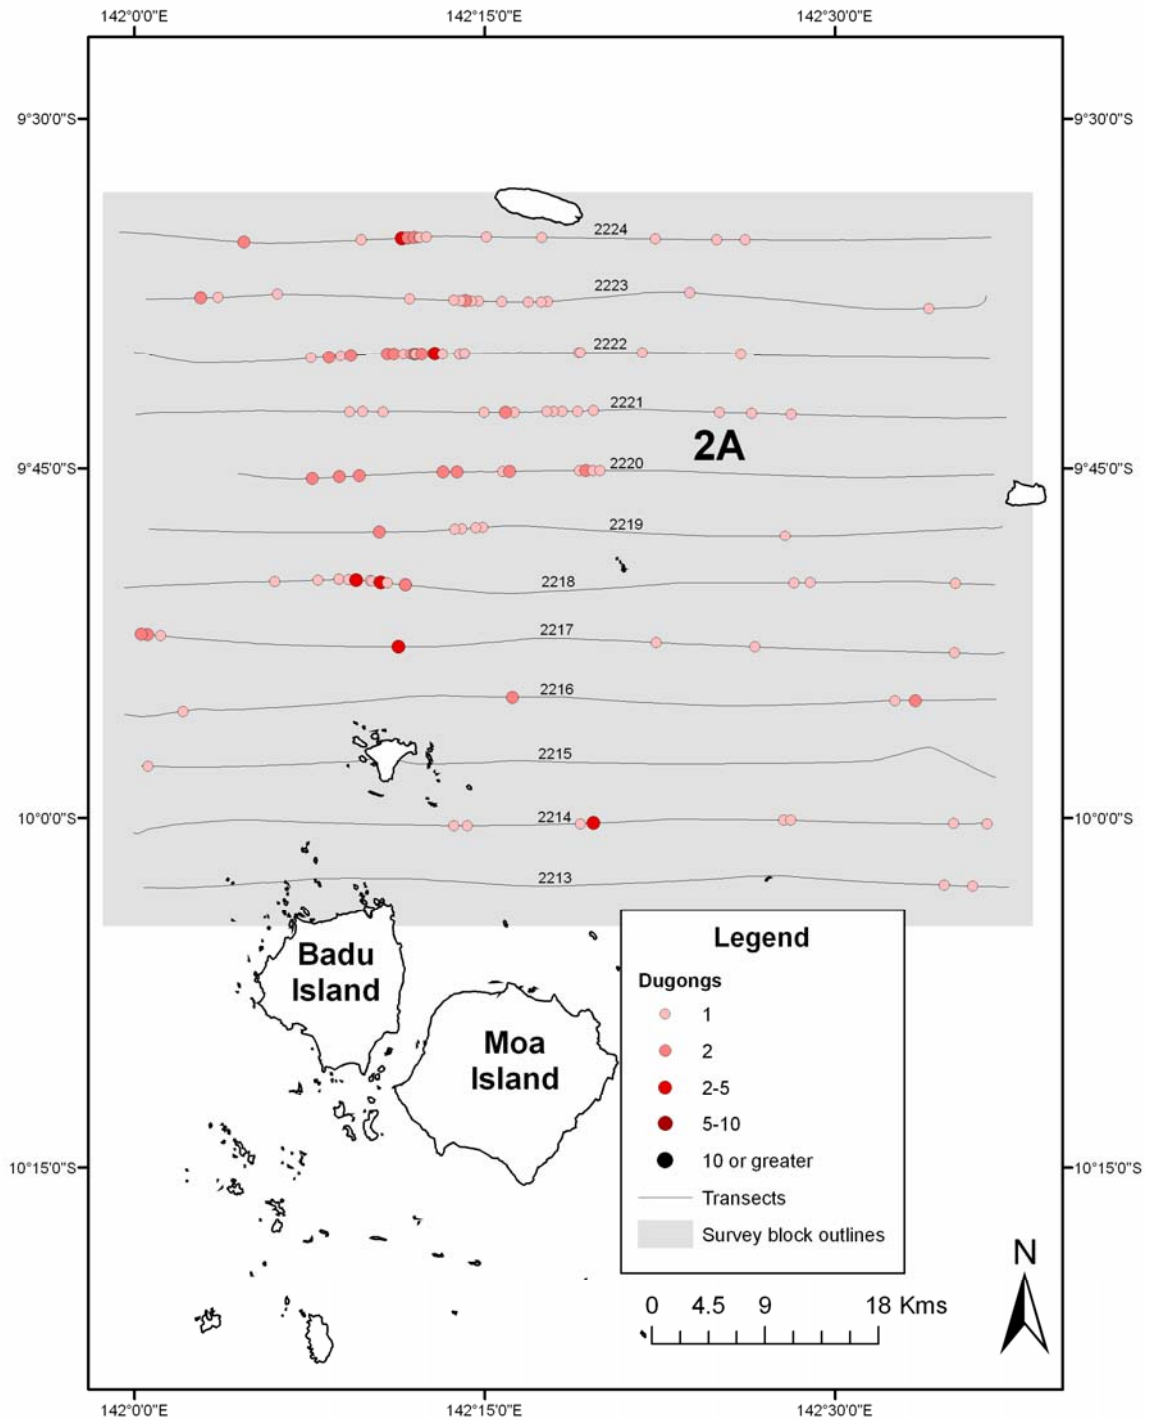 142°0'0"E
142°15'0"E
142°30'0"E
9°30'0"S
9°30'0"S
2224
2223
2222
2221
2A
9°45'0"S
2220
9°45'0"S
2219
2218
2217
2216
2215
10°0'0"S
2214
10°0'0"S
2213
Legend
Badu
Island
Dugongs
1
Moa
Island
2
2-5
5-10
10°15'0"S
10 or greater
10°15'0"S
Transects
Survey block outlines
N
0 4.5 9 18 Kms
142°0'0"E
142°15'0"E
142°30'0"E